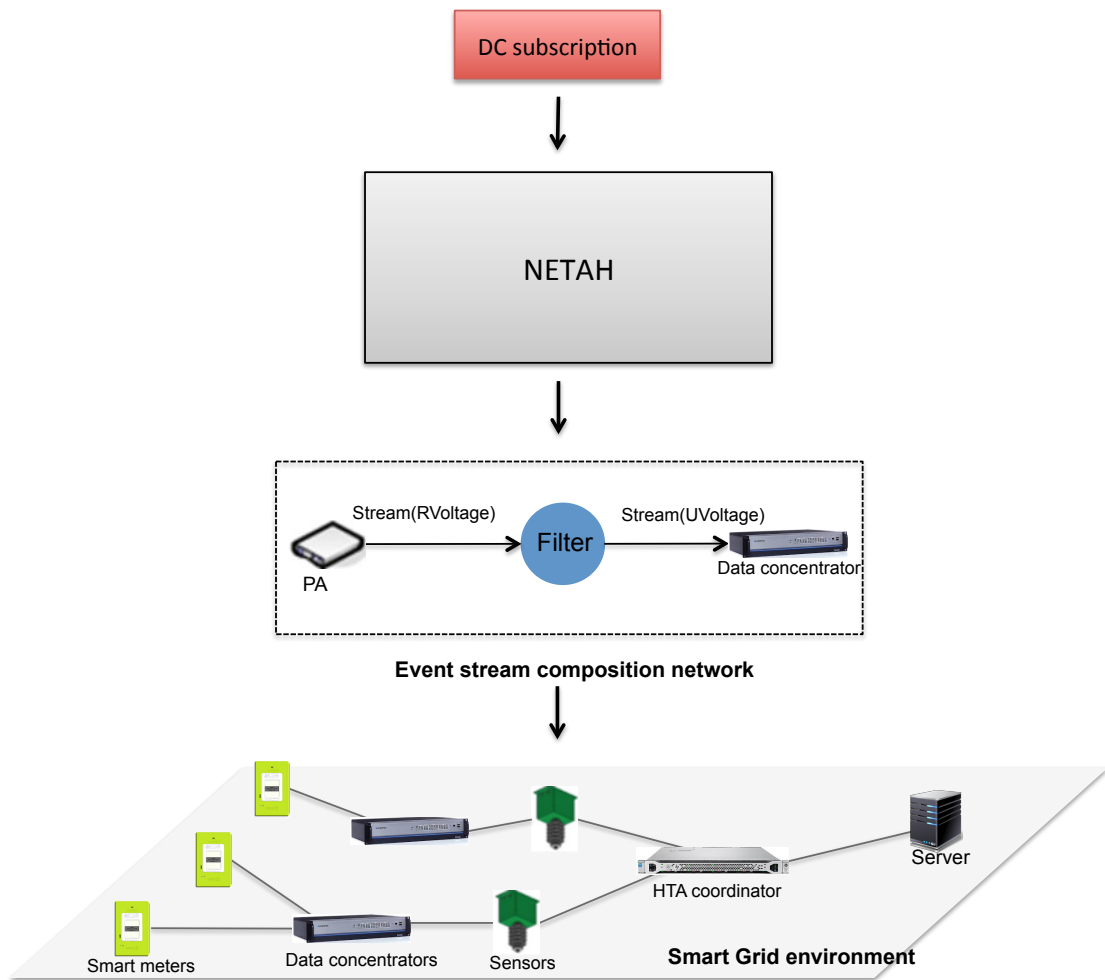 DC subscription
NETAH
Stream(RVoltage)
Stream(UVoltage)
Filter
PA
Data concentrator
Event stream composition network
Server
HTA coordinator
Smart meters
Data concentrators
Sensors
Smart Grid environment